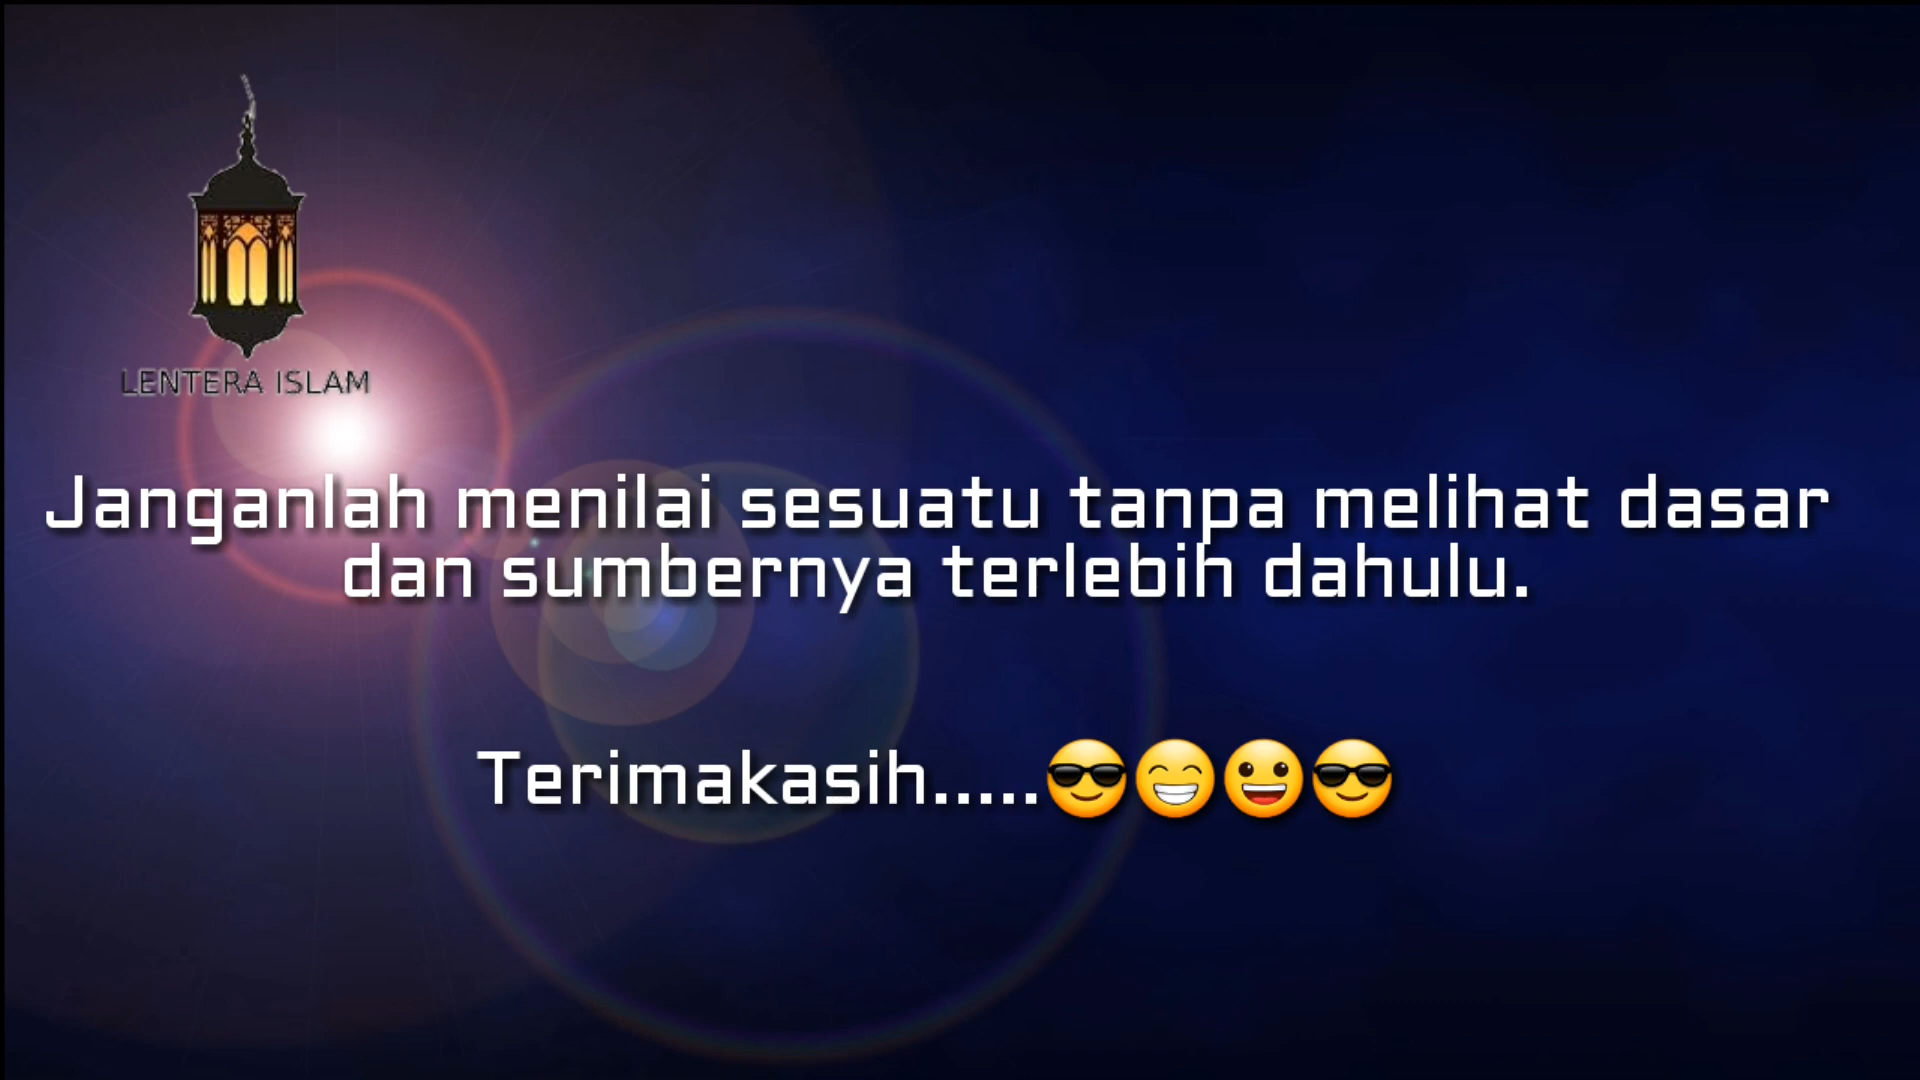 LENTERA ISLAM
Janganlah menilai sesuatu tanpa melihat dasar
dan sumbernya terlebih dahulu.
Terimakasih.....😎😁😀😎